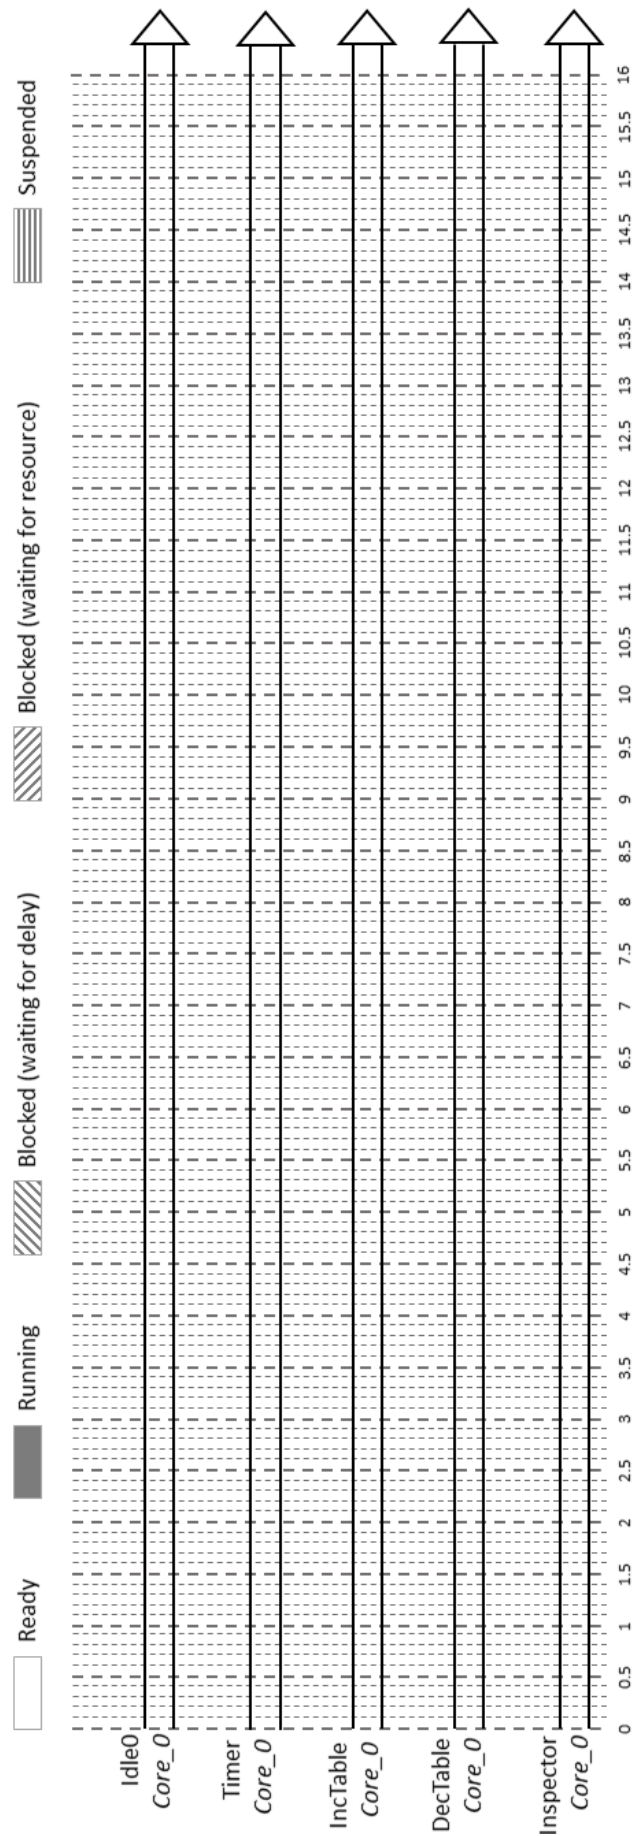 Ready
Running
Blocked (waiting for delay)
Blocked (waiting for resource)
Suspended
Idle0
Core_0
Timer
Core_0
IncTable
Core_0
DecTable
Core_0
Inspector
Core_0
0 0.5 1 1.5 2 2.5 3 3.5 4 4.5 5 5.5 6 6.5 7 7.5 8 8.5 9 9.5 10 10.5 11 11.5 12 12.5 13 13.5 14 14.5 15 15.5 16